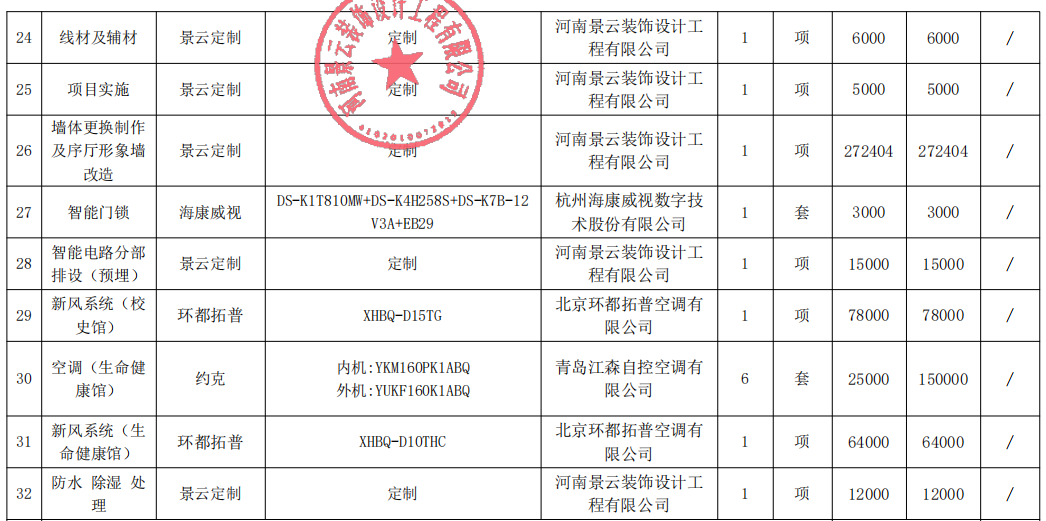 24 线材及辅材 景云定制 定制 河南景云装饰设计工 1 项 6000 6000 /
程有限公司
25 项目实施 景云定制 定制 河南景云装饰设计工 1 项 5000 5000 /
程有限公司
墙体更换制作
26 及序厅形象墙 景云定制 定制 河南景云装饰设计工 1 项 272404 272404 /
改造 程有限公司
27 智能门锁 海康威视 DS-K1T810MW+DS-K4H258S+DS-K7B-12 杭州海康威视数字技 1 套 3000 3000 /
V3A+EB29 术股份有限公司
28 智能电路分部 景云定制 定制 河南景云装饰设计工 1 项 15000 15000 /
排设（预埋） 程有限公司
29 新风系统（校 环都拓普 XHBQ-D15TG 北京环都拓普空调有 1 项 78000 78000 /
史馆） 限公司
30 空调（生命健 约克 内机:YKM160PK1ABQ 青岛江森自控空调有 6 套 25000 150000 /
康馆） 外机:YUKF160K1ABQ 限公司
31 新风系统（生 环都拓普 XHBQ-D10THC 北京环都拓普空调有 1 项 64000 64000 /
命健康馆） 限公司
32 防水 除湿 处 景云定制 定制 河南景云装饰设计工 1 项 12000 12000 /
理 程有限公司
河南景云装饰设计工程有限公司